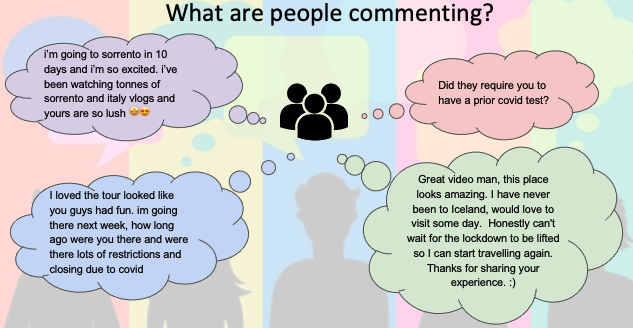 What are people commenting?
i'm going to sorrento in 10
days and i'm so excited. i've
been watching tonnes of
sorrento and italy vlogs and
yours are so lush 🤩😍
Did they require you to
have a prior covid test?
I loved the tour looked like
you guys had fun. im going
there next week, how long
ago were you there and were
there lots of restrictions and
closing due to covid
Great video man, this place
looks amazing. I have never
been to Iceland, would love to
visit some day.  Honestly can't
wait for the lockdown to be lifted
so I can start travelling again.
Thanks for sharing your
experience. :)